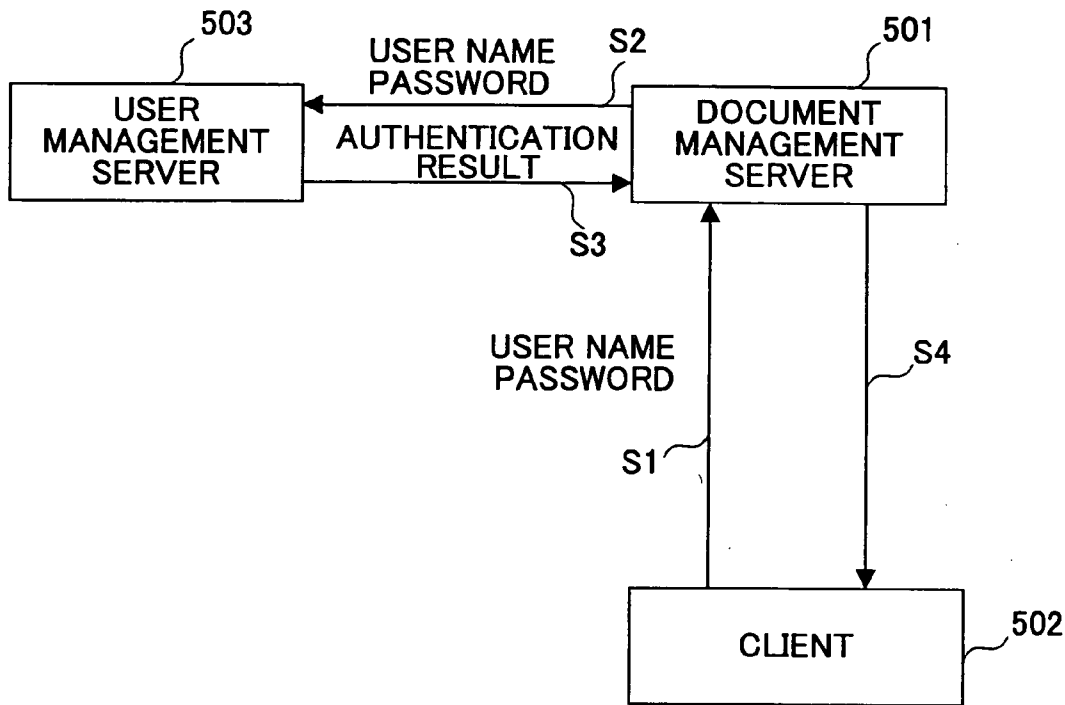 503
USER
MANAGEMENT
SERVER
USER NAME
PASSWORD
S2
AUTHENTICATION
RESULT
S3
501
DOCUMENT
MANAGEMENT
SERVER
USER NAME
PASSWORD
S1
S4
CLIENT
502